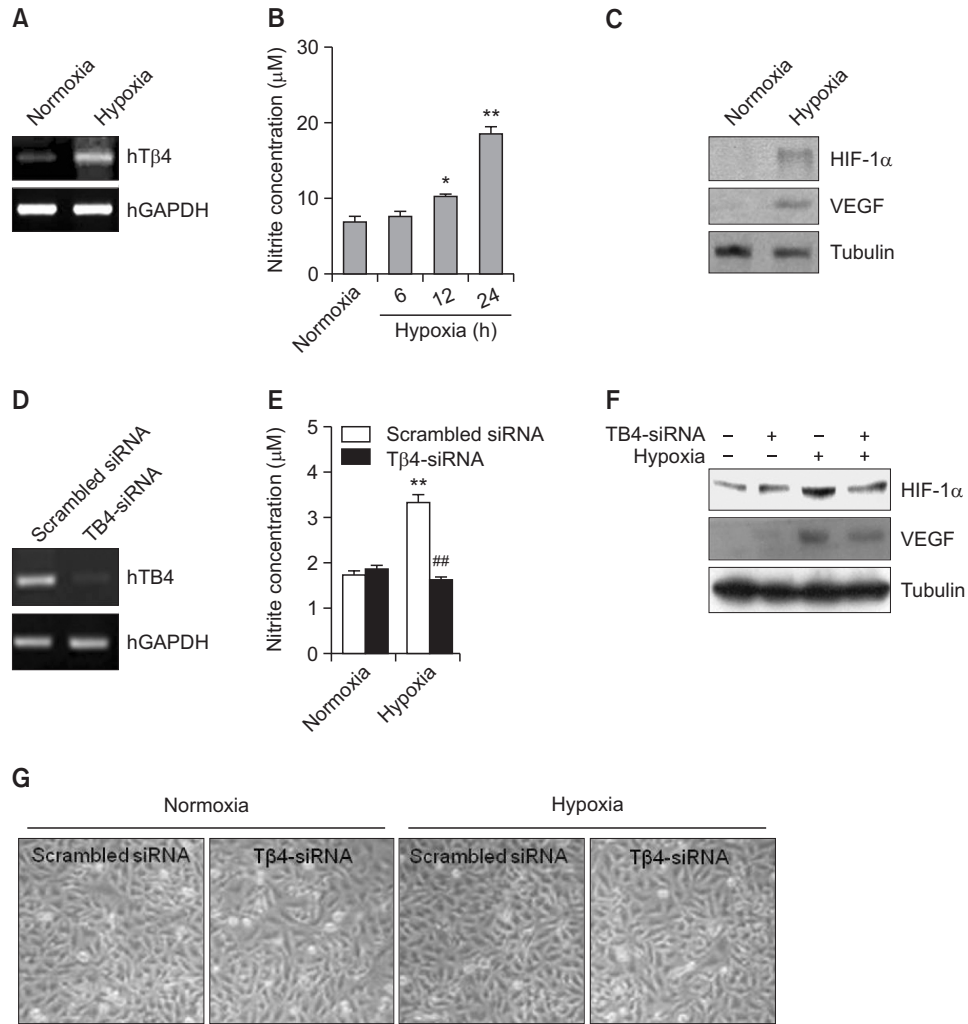 A
Normoxia
Hypoxia
hTβ4
hGAPDH
B
Nitrite concentration (μM)
30
20
10
0
*
**
Normoxia
6
12
24
Hypoxia (h)
C
Normoxia
Hypoxia
HIF-1α
VEGF
Tubulin
D
Scrambled siRNA
TB4-siRNA
hTB4
hGAPDH
E
Nitrite concentration (μM)
5
4
3
2
1
0
Scrambled siRNA
Tβ4-siRNA
**
##
Normoxia
Hypoxia
F
TB4-siRNA – + – +
Hypoxia – – + +
HIF-1α
VEGF
Tubulin
G
Normoxia Hypoxia
Scrambled siRNA Tβ4-siRNA Scrambled siRNA Tβ4-siRNA